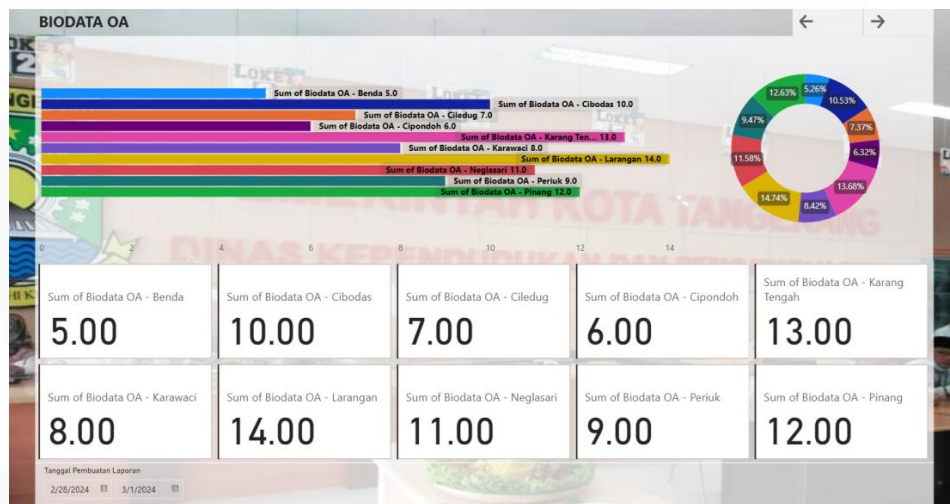 BIODATA OA
LOKET
Sum of Biodata OA - Benda 5.0
Sum of Biodata OA - Cibodas 10.0
Sum of Biodata OA - Ciledug 7.0
Sum of Biodata OA - Cipondoh 6.0
Sum of Biodata OA - Karang Ten... 13.0
Sum of Biodata OA - Karawaci 8.0
Sum of Biodata OA - Larangan 14.0
Sum of Biodata OA - Neglasari 11.0
Sum of Biodata OA - Periuk 9.0
Sum of Biodata OA - Pinang 12.0
0 2 4 6 8 10 12 14
12.63% 5.26%
10.53%
9.47%
7.37%
11.58%
6.32%
13.68%
14.74%
8.42%
KOTA
DINAS
Sum of Biodata OA - Benda
5.00
Sum of Biodata OA - Cibodas
10.00
Sum of Biodata OA - Ciledug
7.00
Sum of Biodata OA - Cipondoh
6.00
Sum of Biodata OA - Karang
Tengah
13.00
Sum of Biodata OA - Karawaci
8.00
Sum of Biodata OA - Larangan
14.00
Sum of Biodata OA - Neglasari
11.00
Sum of Biodata OA - Periuk
9.00
Sum of Biodata OA - Pinang
12.00
Tanggal Pembuatan Laporan
2/28/2024 3/1/2024